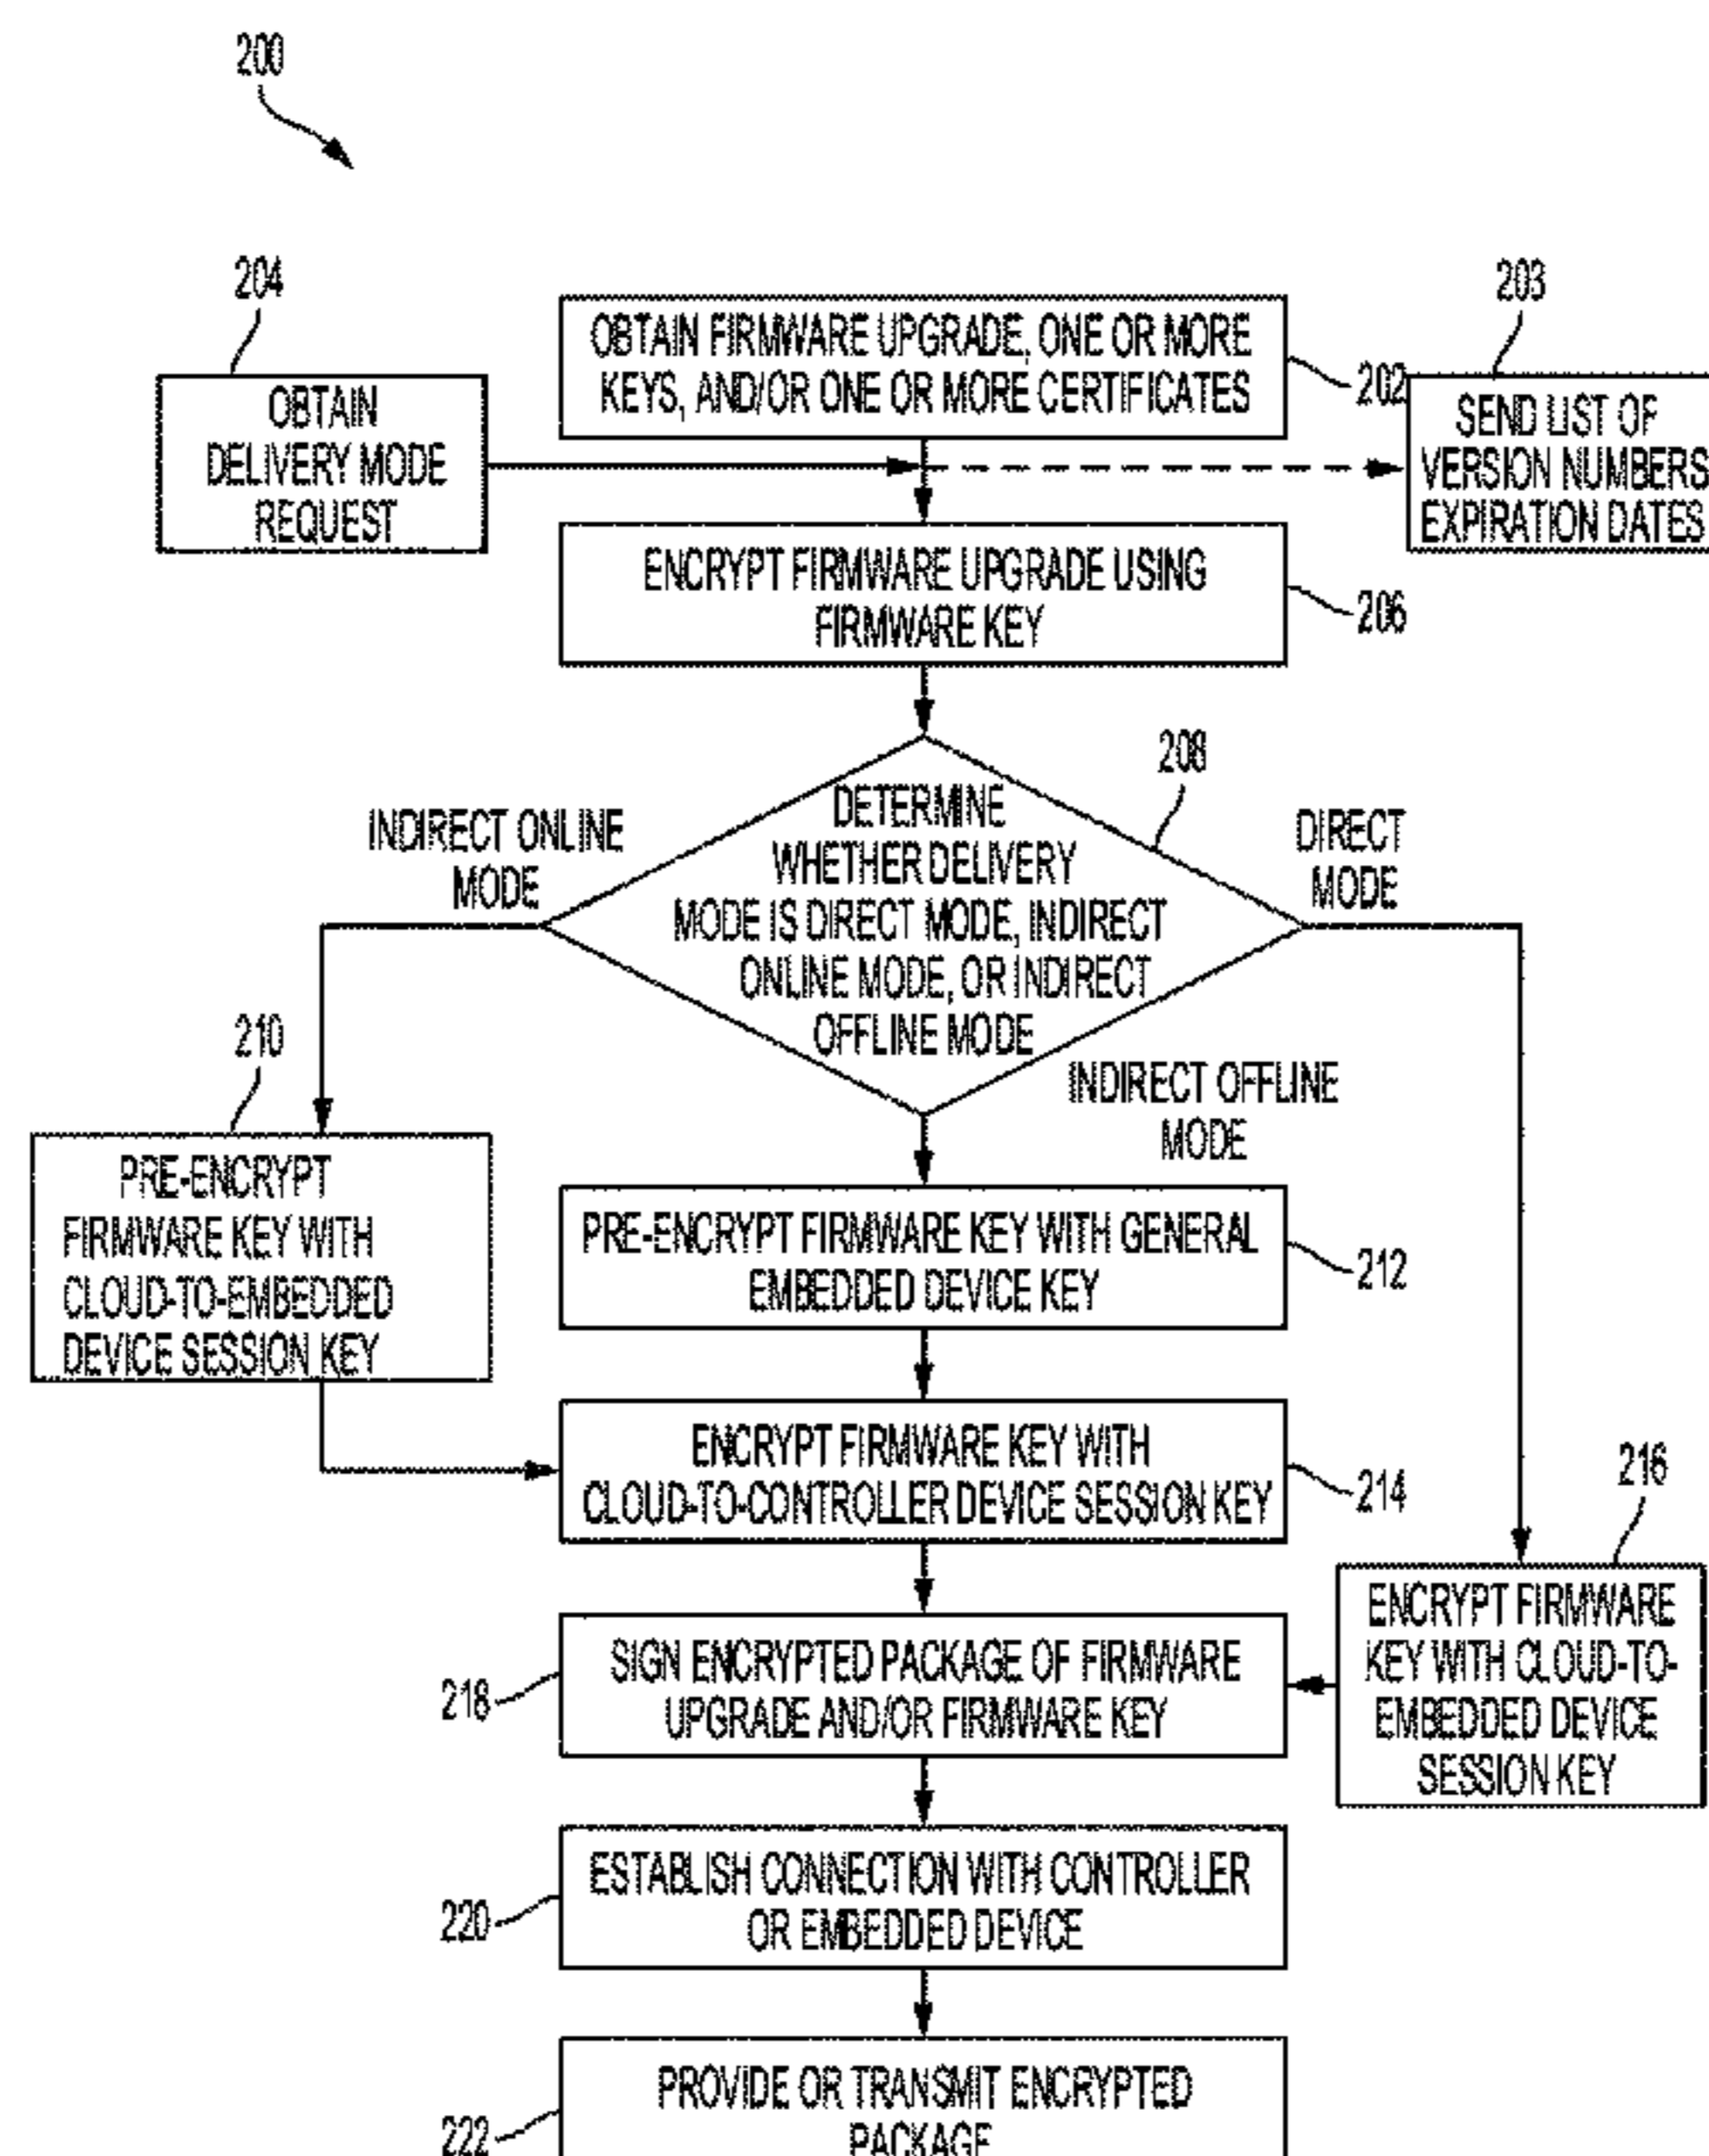 200
204
OBTAIN
DELIVERY MODE
REQUEST
OBTAIN FIRMWARE UPGRADE, ONE OR MORE
KEYS, AND/OR ONE OR MORE CERTIFICATES
202
203
SEND LIST OF
VERSION NUMBERS
EXPIRATION DATES
ENCRYPT FIRMWARE UPGRADE USING
FIRMWARE KEY
206
208
DETERMINE
WHETHER DELIVERY
MODE IS DIRECT MODE, INDIRECT
ONLINE MODE, OR INDIRECT
OFFLINE MODE
INDIRECT ONLINE
MODE
DIRECT
MODE
INDIRECT OFFLINE
MODE
210
PRE-ENCRYPT
FIRMWARE KEY WITH
CLOUD-TO-EMBEDDED
DEVICE SESSION KEY
PRE-ENCRYPT FIRMWARE KEY WITH GENERAL
EMBEDDED DEVICE KEY
212
ENCRYPT FIRMWARE KEY WITH
CLOUD-TO-CONTROLLER DEVICE SESSION KEY
214
216
ENCRYPT FIRMWARE
KEY WITH CLOUD-TO-
EMBEDDED DEVICE
SESSION KEY
SIGN ENCRYPTED PACKAGE OF FIRMWARE
UPGRADE AND/OR FIRMWARE KEY
218
ESTABLISH CONNECTION WITH CONTROLLER
OR EMBEDDED DEVICE
220
PROVIDE OR TRANSMIT ENCRYPTED
PACKAGE
222